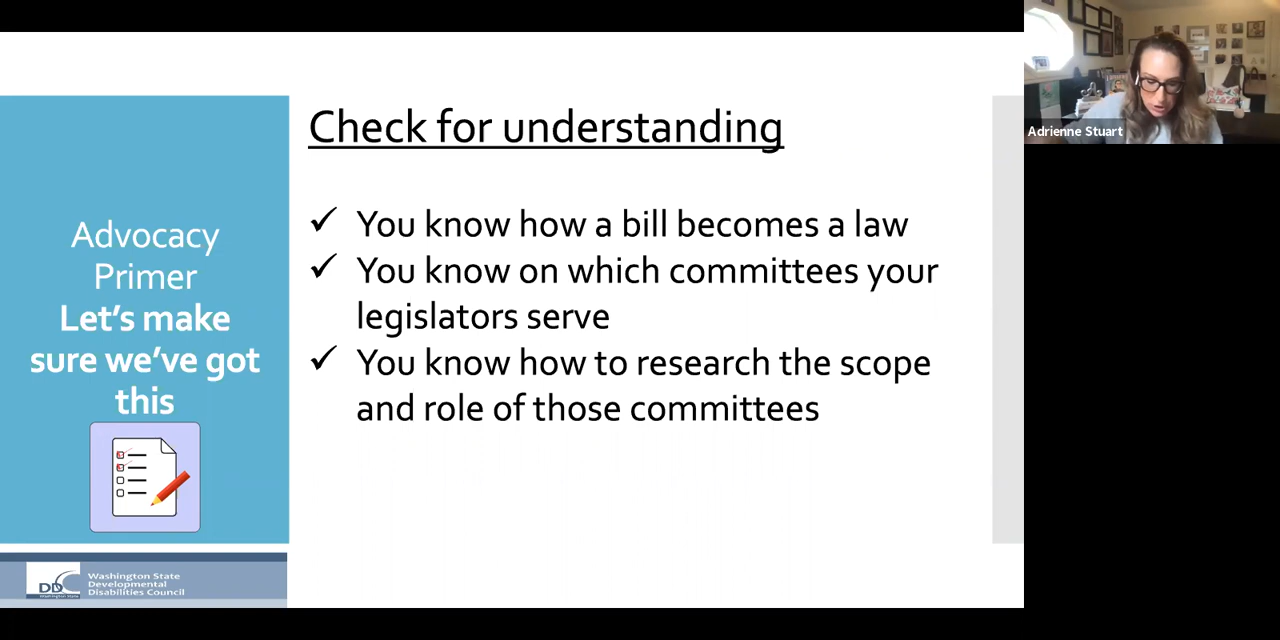 Check for understanding
✓ You know how a bill becomes a law
✓ You know on which committees your
legislators serve
✓ You know how to research the scope
and role of those committees
Advocacy
Primer
Let's make
sure we've got
this
DDC
Washington State
Developmental
Disabilities Council
Adrienne Stuart